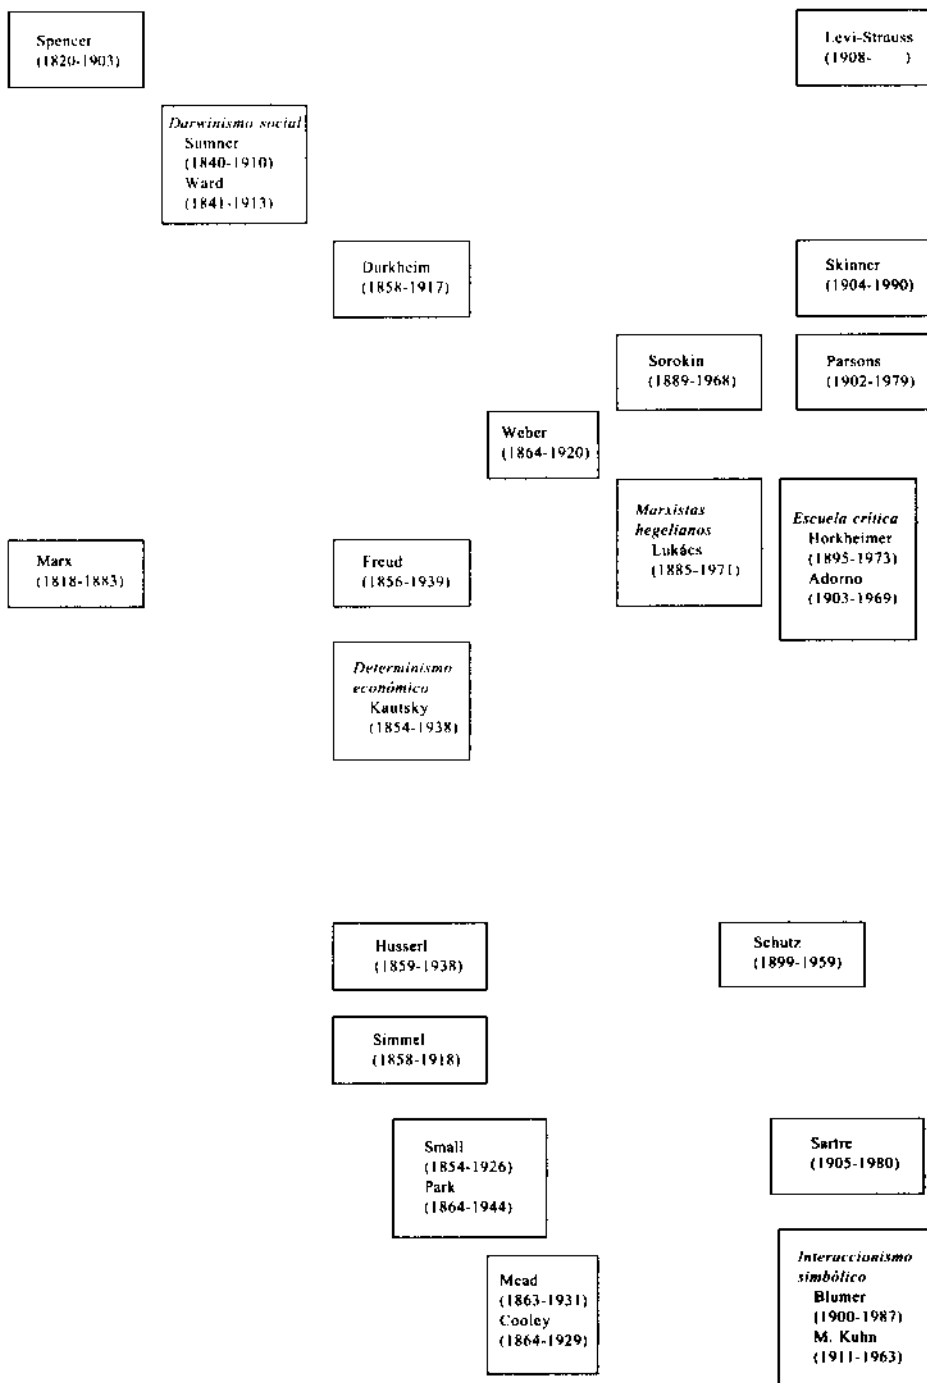 Spencer
(1820-1903)
Levi-Strauss
(1908- )
Darwinismo social
Sumner
(1840-1910)
Ward
(1841-1913)
Durkheim
(1858-1917)
Skinner
(1904-1990)
Sorokin
(1889-1968)
Parsons
(1902-1979)
Weber
(1864-1920)
Marxistas
hegelianos
Lukács
(1885-1971)
Escuela crítica
Horkheimer
(1895-1973)
Adorno
(1903-1969)
Marx
(1818-1883)
Freud
(1856-1939)
Determinismo
económico
Kautsky
(1854-1938)
Husserl
(1859-1938)
Schutz
(1899-1959)
Simmel
(1858-1918)
Small
(1854-1926)
Park
(1864-1944)
Sartre
(1905-1980)
Mead
(1863-1931)
Cooley
(1864-1929)
Interaccionismo
simbólico
Blumer
(1900-1987)
M. Kuhn
(1911-1963)